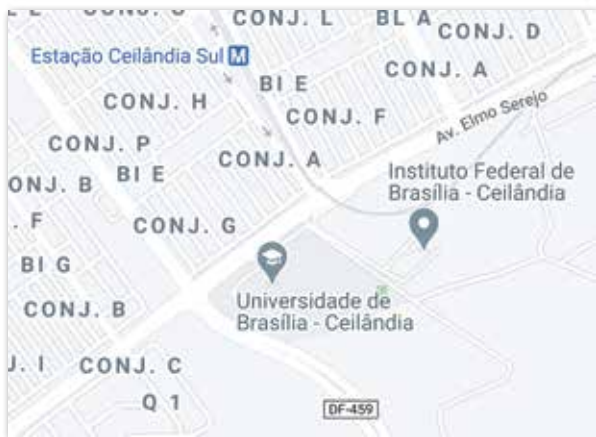 CONJ. L
BL A
CONJ. D
Estação Ceilândia Sul M
CONJ. A
BI E
CONJ. H
CONJ. F
Av. Elmo Serejo
CONJ. P
CONJ. A
Instituto Federal de
Brasília - Ceilândia
BI E
ONJ. B
. F
CONJ. G
BI G
Universidade de
Brasília - Ceilândia
CONJ. B
J. I
CONJ. C
Q 1
DF-459